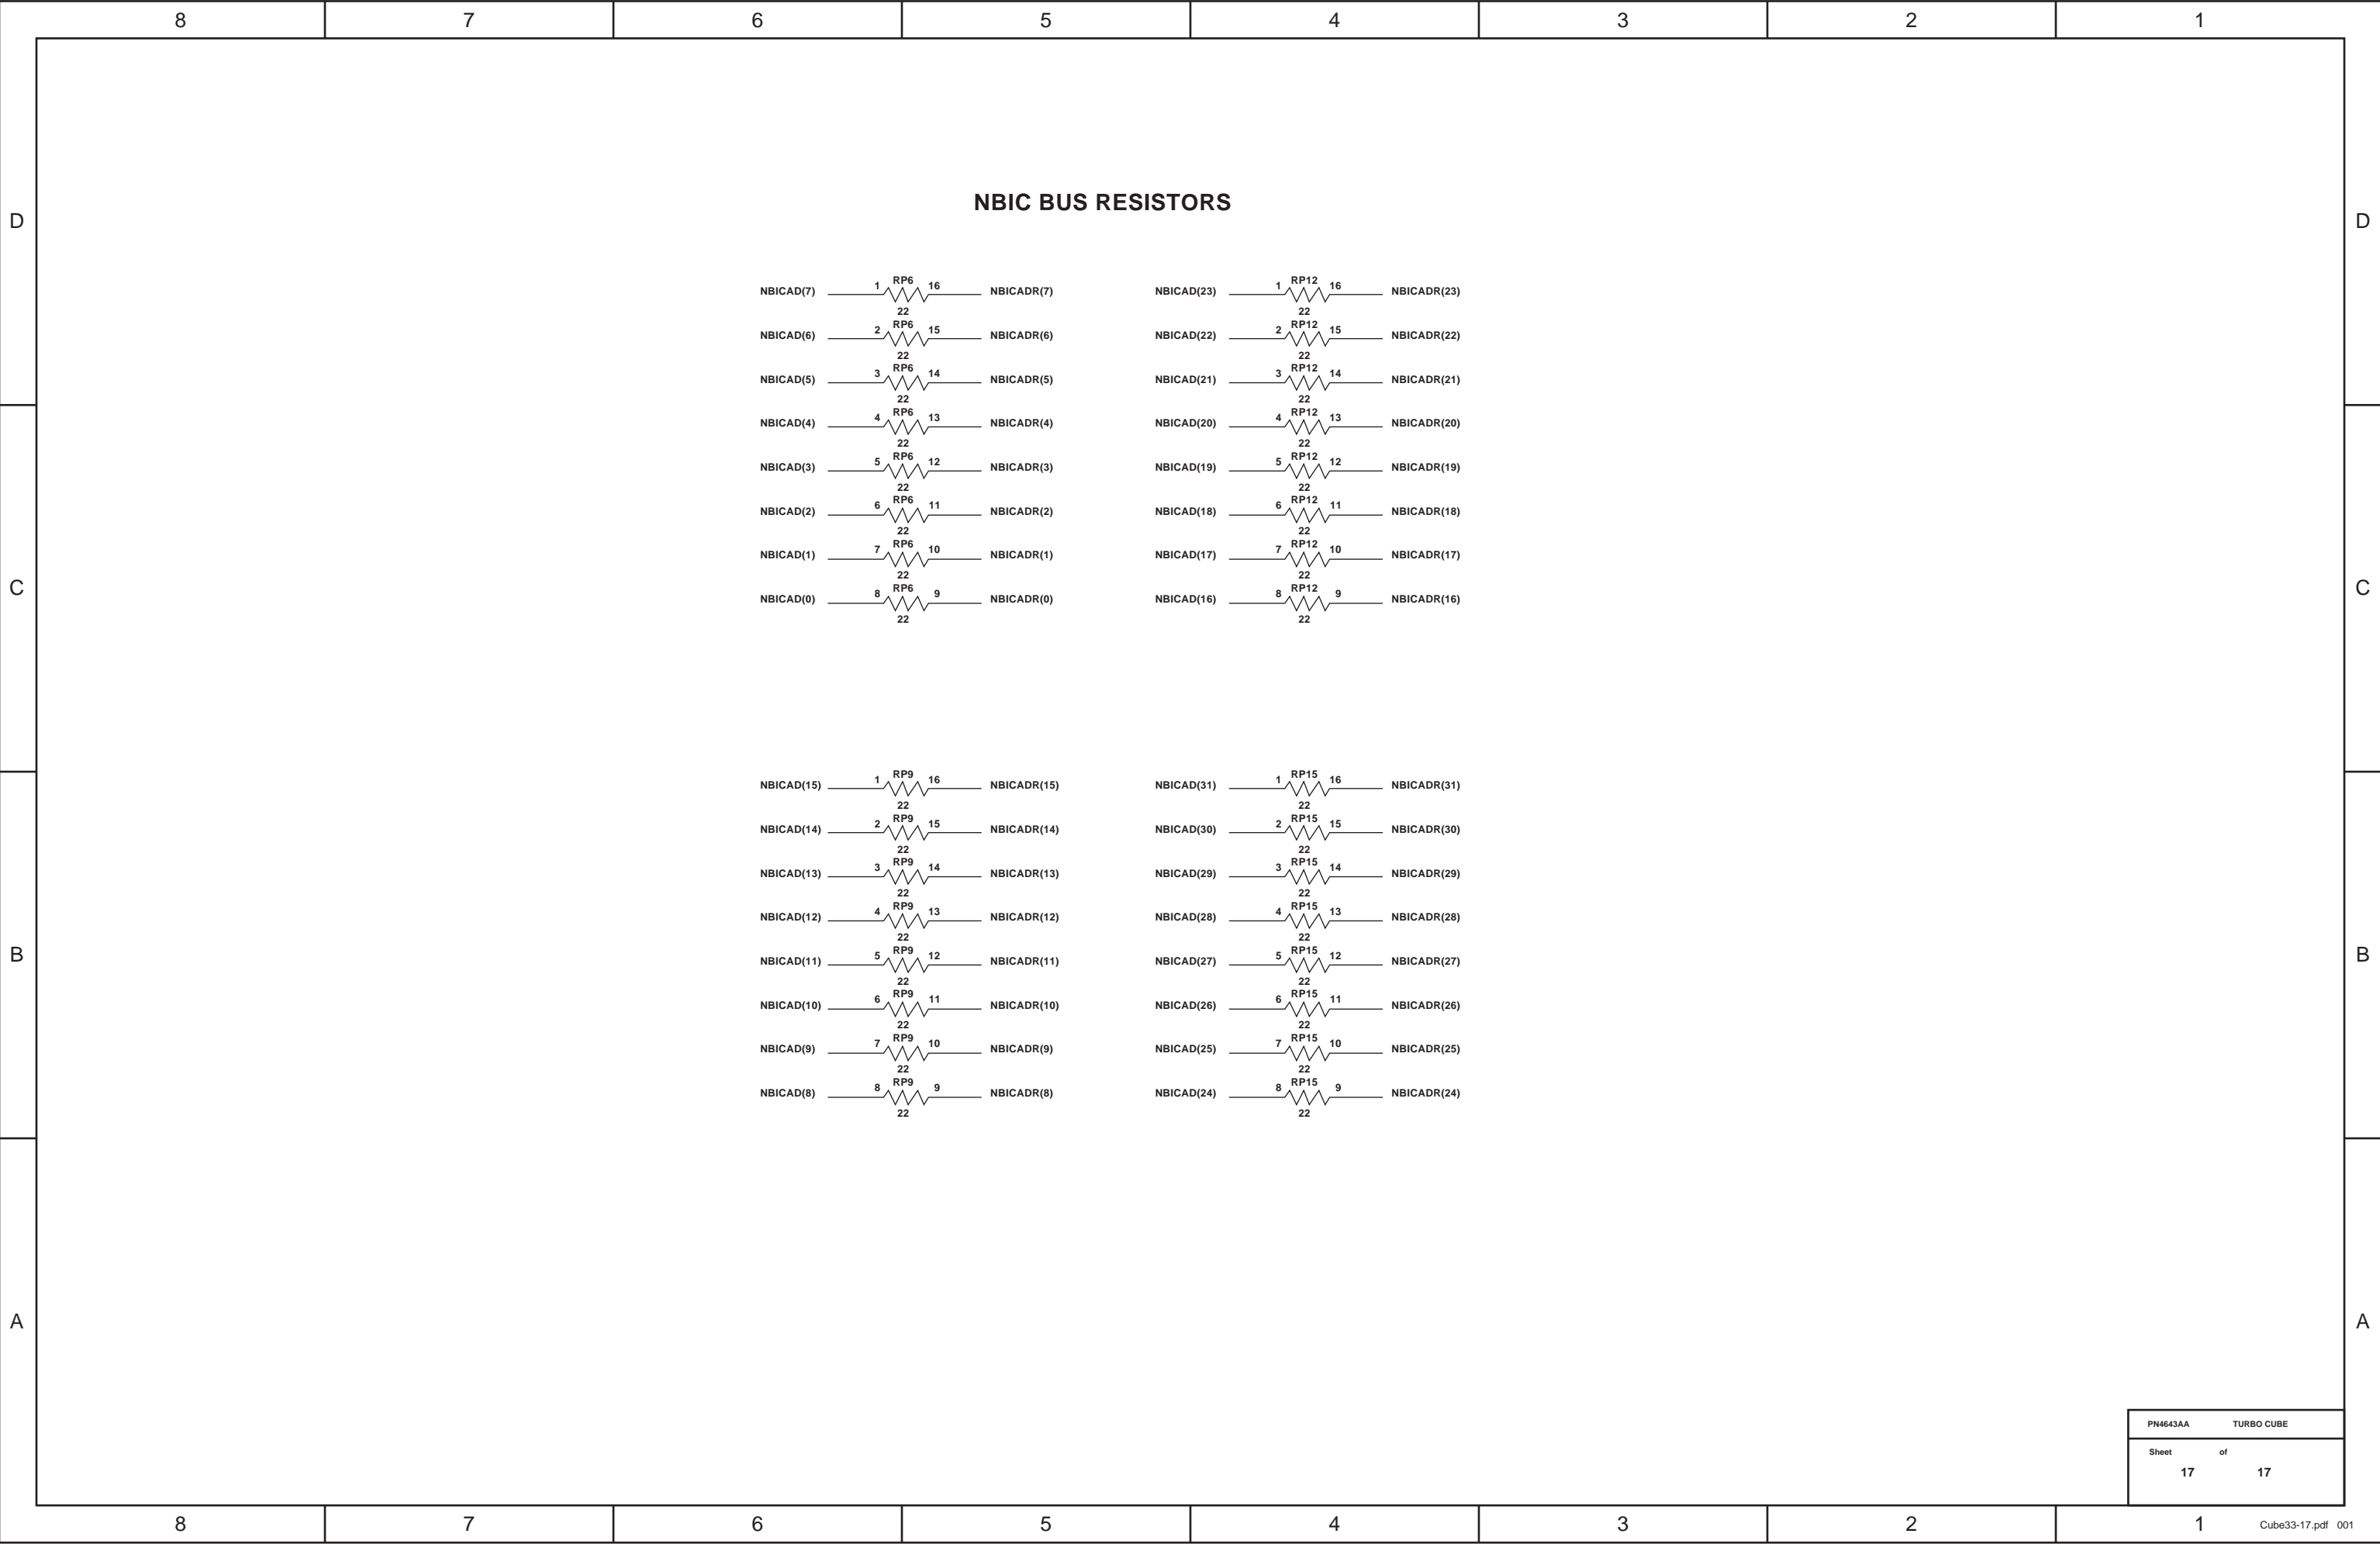 8 7 6 5 4 3 2 1
D D
NBIC BUS RESISTORS
NBICAD(7) 1 RP6 16 NBICADR(7) NBICAD(23) 1 RP12 16 NBICADR(23)
22 22
NBICAD(6) 2 RP6 15 NBICADR(6) NBICAD(22) 2 RP12 15 NBICADR(22)
22 22
NBICAD(5) 3 RP6 14 NBICADR(5) NBICAD(21) 3 RP12 14 NBICADR(21)
22 22
NBICAD(4) 4 RP6 13 NBICADR(4) NBICAD(20) 4 RP12 13 NBICADR(20)
22 22
NBICAD(3) 5 RP6 12 NBICADR(3) NBICAD(19) 5 RP12 12 NBICADR(19)
22 22
NBICAD(2) 6 RP6 11 NBICADR(2) NBICAD(18) 6 RP12 11 NBICADR(18)
22 22
NBICAD(1) 7 RP6 10 NBICADR(1) NBICAD(17) 7 RP12 10 NBICADR(17)
22 22
C C
NBICAD(0) 8 RP6 9 NBICADR(0) NBICAD(16) 8 RP12 9 NBICADR(16)
22 22
NBICAD(15) 1 RP9 16 NBICADR(15) NBICAD(31) 1 RP15 16 NBICADR(31)
22 22
NBICAD(14) 2 RP9 15 NBICADR(14) NBICAD(30) 2 RP15 15 NBICADR(30)
22 22
NBICAD(13) 3 RP9 14 NBICADR(13) NBICAD(29) 3 RP15 14 NBICADR(29)
22 22
NBICAD(12) 4 RP9 13 NBICADR(12) NBICAD(28) 4 RP15 13 NBICADR(28)
22 22
B B
NBICAD(11) 5 RP9 12 NBICADR(11) NBICAD(27) 5 RP15 12 NBICADR(27)
22 22
NBICAD(10) 6 RP9 11 NBICADR(10) NBICAD(26) 6 RP15 11 NBICADR(26)
22 22
NBICAD(9) 7 RP9 10 NBICADR(9) NBICAD(25) 7 RP15 10 NBICADR(25)
22 22
NBICAD(8) 8 RP9 9 NBICADR(8) NBICAD(24) 8 RP15 9 NBICADR(24)
22 22
A A
PN4643AA TURBO CUBE
Sheet of
17 17
8 7 6 5 4 3 2 1
Cube33-17.pdf 001